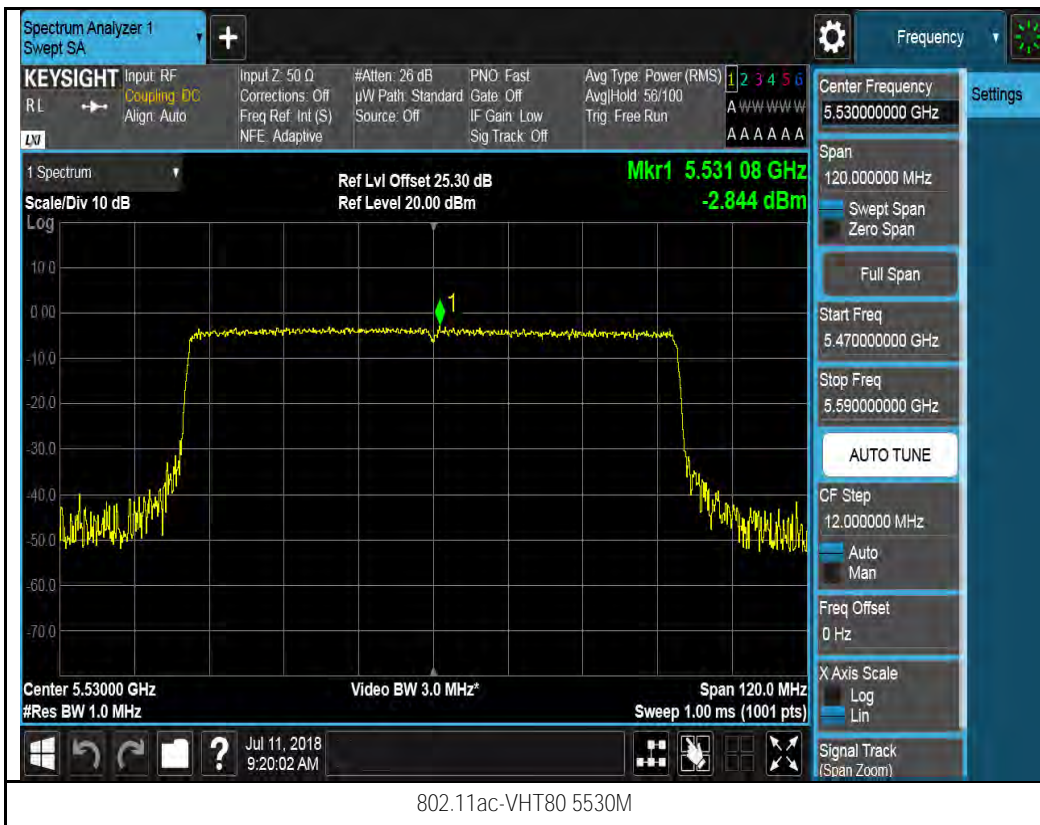 Spectrum Analyzer 1
Swept SA
+
Frequency
KEYSIGHT
RL
LXI
Input: RF
Coupling: DC
Align: Auto
Input Z: 50 Ω
Corrections: Off
Freq Ref: Int (S)
NFE: Adaptive
#Atten: 26 dB
µW Path: Standard
Source: Off
PNO: Fast
Gate: Off
IF Gain: Low
Sig Track: Off
Avg Type: Power (RMS)
Avg|Hold: 56/100
Trig: Free Run
1 2 3 4 5 6
A W W W W W
A A A A A A
1 Spectrum
Scale/Div 10 dB
Ref Lvl Offset 25.30 dB
Ref Level 20.00 dBm
Mkr1 5.531 08 GHz
-2.844 dBm
Log
10.0
0.00
-10.0
-20.0
-30.0
-40.0
-50.0
-60.0
-70.0
1
Center 5.53000 GHz
#Res BW 1.0 MHz
Video BW 3.0 MHz*
Span 120.0 MHz
Sweep 1.00 ms (1001 pts)
Center Frequency
5.530000000 GHz
Span
120.000000 MHz
Swept Span
Zero Span
Full Span
Start Freq
5.470000000 GHz
Stop Freq
5.590000000 GHz
AUTO TUNE
CF Step
12.000000 MHz
Auto
Man
Freq Offset
0 Hz
X Axis Scale
Log
Lin
Signal Track
(Span Zoom)
Settings
?
Jul 11, 2018
9:20:02 AM
802.11ac-VHT80 5530M